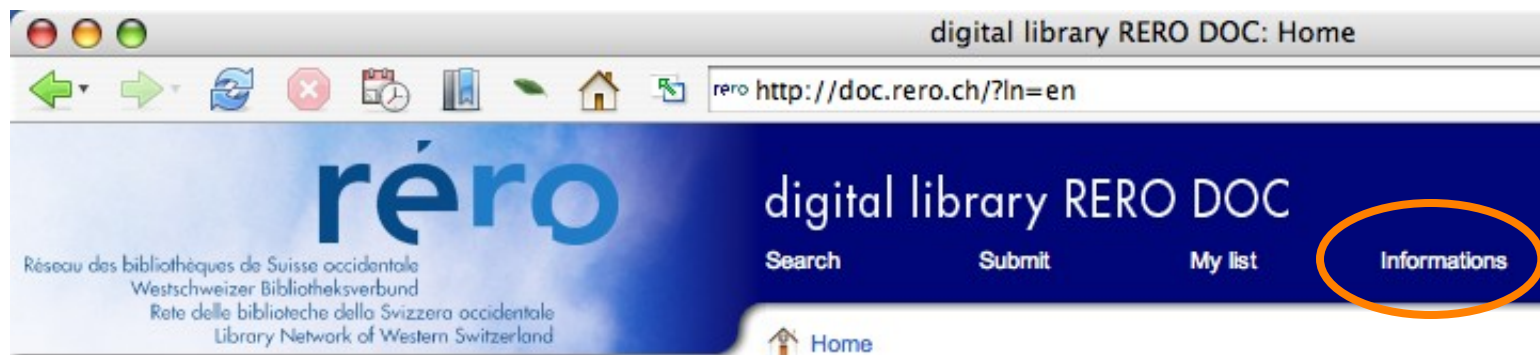 digital library RERO DOC: Home
rero http://doc.rero.ch/?ln=en
réro
Réseau des bibliothèques de Suisse occidentale
Westschweizer Bibliotheksverbund
Rete delle biblioteche della Svizzera occidentale
Library Network of Western Switzerland
digital library RERO DOC
Search Submit My list Informations
Home